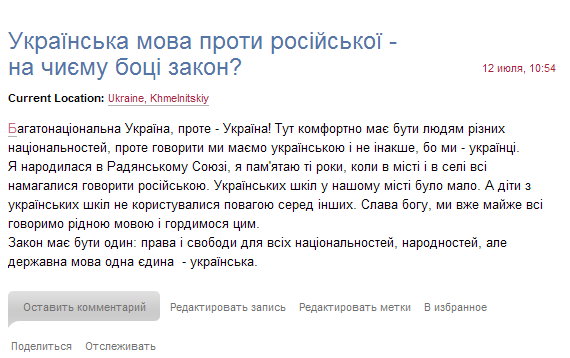 Українська мова проти російської -
на чиєму боці закон?
12 июля, 10:54
Current Location: Ukraine, Khmelnitskiy
Багатонаціональна Україна, проте - Україна! Тут комфортно має бути людям різних
національностей, проте говорити ми маємо українською і не інакше, бо ми - українці.
Я народилася в Радянському Союзі, я пам'ятаю ті роки, коли в місті і в селі всі
намагалися говорити російською. Українських шкіл у нашому місті було мало. А діти з
українських шкіл не користувалися повагою серед інших. Слава богу, ми вже майже всі
говоримо рідною мовою і гордимося цим.
Закон має бути один: права і свободи для всіх національностей, народностей, але
державна мова одна єдина - українська.
Оставить комментарий Редактировать запись Редактировать метки В избранное
Поделиться Отслеживать